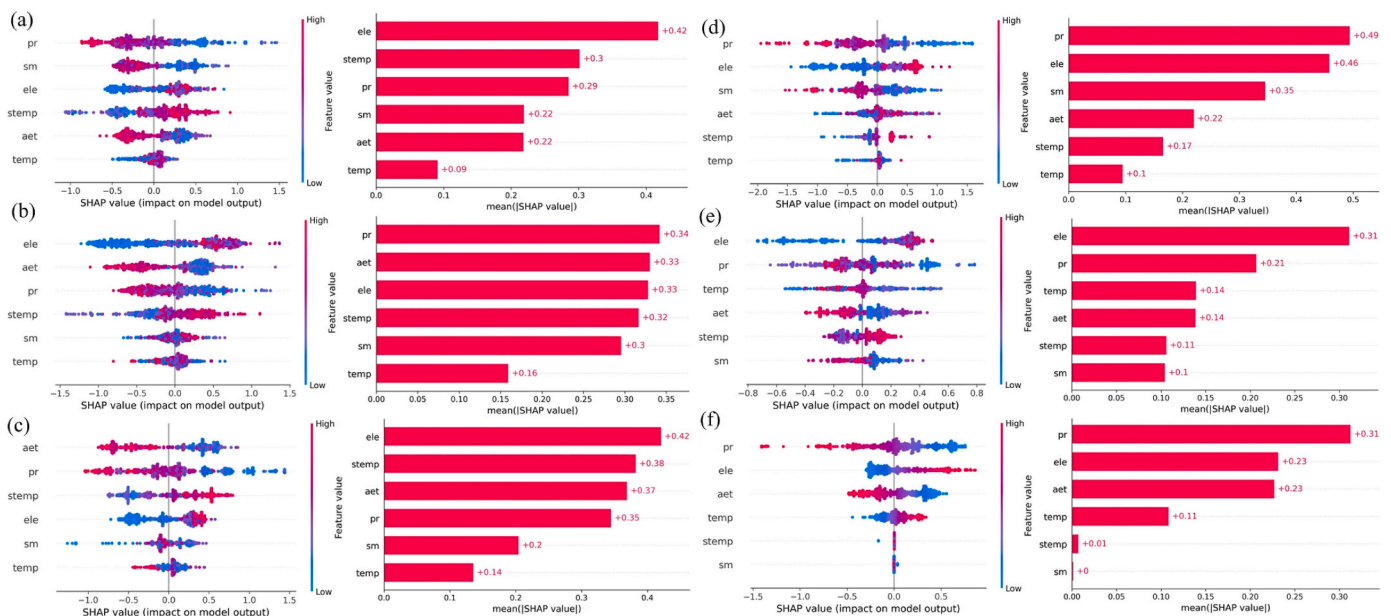 (a)
pr
sm
ele
stemp
aet
temp
−1.0 −0.5 0.0 0.5 1.0 1.5
SHAP value (impact on model output)
High
Low
Feature value
ele +0.42
stemp +0.3
pr +0.29
sm +0.22
aet +0.22
temp +0.09
0.0 0.1 0.2 0.3 0.4
mean(|SHAP value|)
(b)
ele
aet
pr
stemp
sm
temp
−1.5 −1.0 −0.5 0.0 0.5 1.0 1.5
SHAP value (impact on model output)
High
Low
Feature value
pr +0.34
aet +0.33
ele +0.33
stemp +0.32
sm +0.3
temp +0.16
0.00 0.05 0.10 0.15 0.20 0.25 0.30 0.35
mean(|SHAP value|)
(c)
aet
pr
stemp
ele
sm
temp
−1.5 −1.0 −0.5 0.0 0.5 1.0 1.5
SHAP value (impact on model output)
High
Low
Feature value
ele +0.42
stemp +0.38
aet +0.37
pr +0.35
sm +0.2
temp +0.14
0.0 0.1 0.2 0.3 0.4
mean(|SHAP value|)
(d)
pr
ele
sm
aet
stemp
temp
−2.0 −1.5 −1.0 −0.5 0.0 0.5 1.0 1.5
SHAP value (impact on model output)
High
Low
Feature value
pr +0.49
ele +0.46
sm +0.35
aet +0.22
stemp +0.17
temp +0.1
0.0 0.1 0.2 0.3 0.4 0.5
mean(|SHAP value|)
(e)
ele
pr
temp
aet
stemp
sm
−0.8 −0.6 −0.4 −0.2 0.0 0.2 0.4 0.6 0.8
SHAP value (impact on model output)
High
Low
Feature value
ele +0.31
pr +0.21
temp +0.14
aet +0.14
stemp +0.11
sm +0.1
0.00 0.05 0.10 0.15 0.20 0.25 0.30
mean(|SHAP value|)
(f)
pr
ele
aet
temp
stemp
sm
−1.5 −1.0 −0.5 0.0 0.5
SHAP value (impact on model output)
High
Low
Feature value
pr +0.31
ele +0.23
aet +0.23
temp +0.11
stemp +0.01
sm +0
0.00 0.05 0.10 0.15 0.20 0.25 0.30
mean(|SHAP value|)